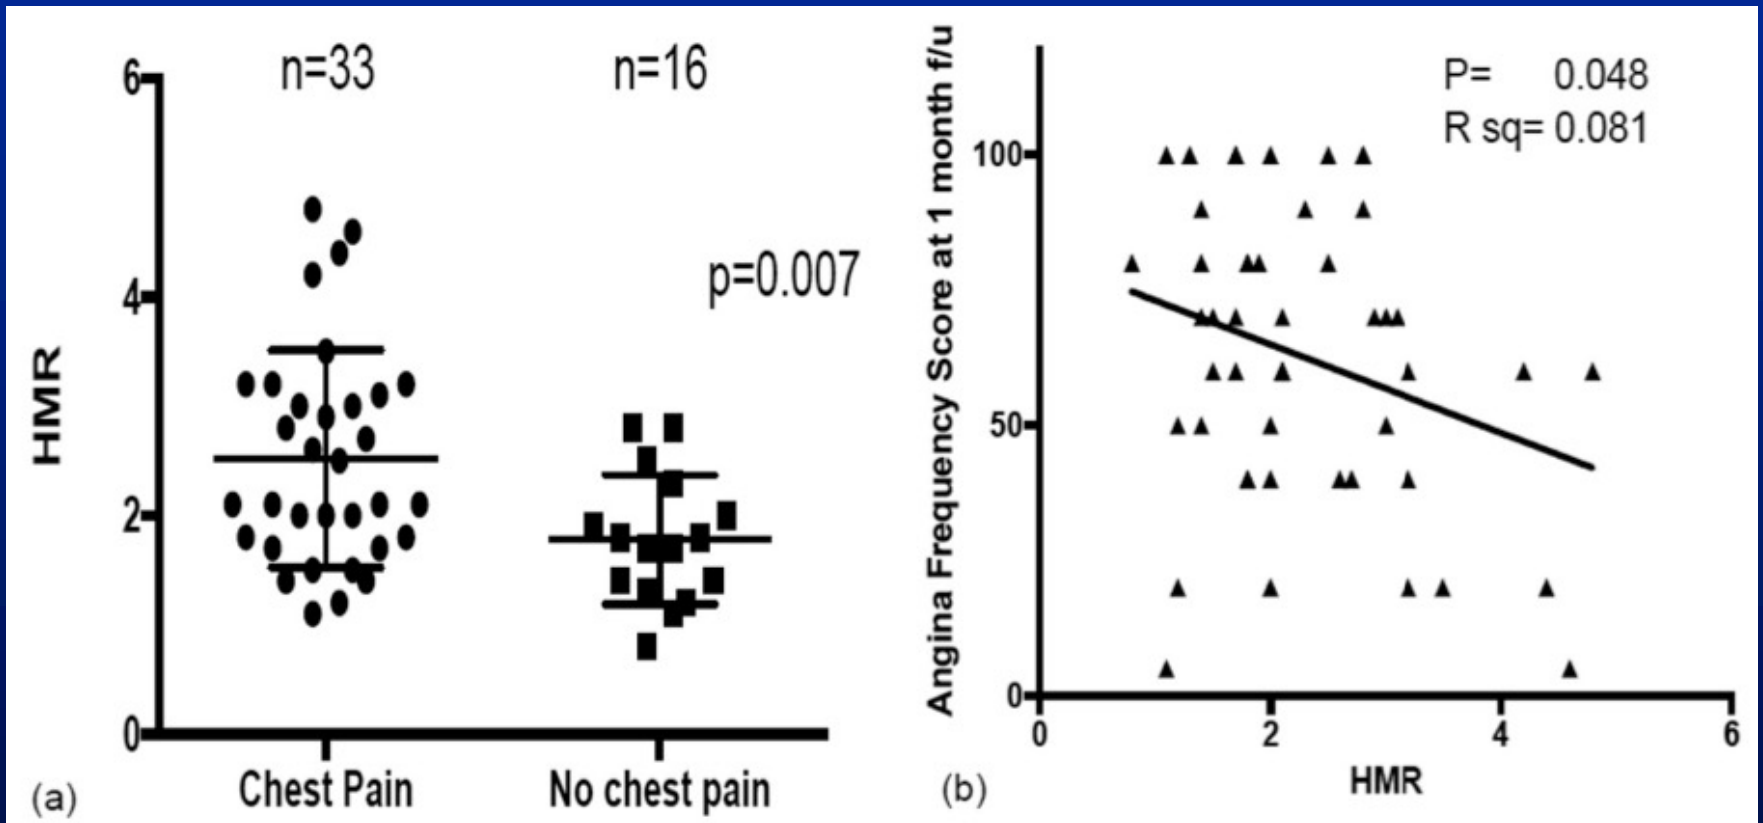 n=33
n=16
p=0.007
6
4
2
0
HMR
Chest Pain
No chest pain
(a)
P= 0.048
R sq= 0.081
Angina Frequency Score at 1 month f/u
100
50
0
0
2
4
6
HMR
(b)